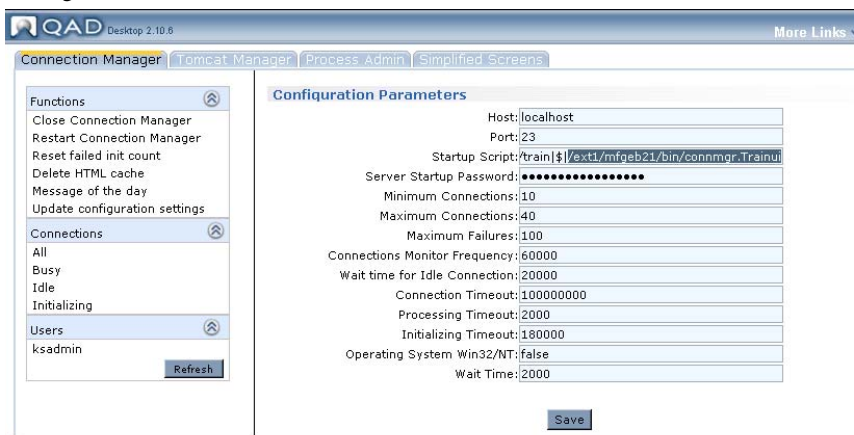 QAD Desktop 2.10.6
More Links
Connection Manager Tomcat Manager Process Admin Simplified Screens
Functions
Close Connection Manager
Restart Connection Manager
Reset failed init count
Delete HTML cache
Message of the day
Update configuration settings
Connections
All
Busy
Idle
Initializing
Users
ksadmin
Refresh
Configuration Parameters
Host: localhost
Port: 23
Startup Script: /train|$|/ext1/mfgeb21/bin/connmgr.Trainui
Server Startup Password: •••••••••••••••••
Minimum Connections: 10
Maximum Connections: 40
Maximum Failures: 100
Connections Monitor Frequency: 60000
Wait time for Idle Connection: 20000
Connection Timeout: 100000000
Processing Timeout: 2000
Initializing Timeout: 180000
Operating System Win32/NT: false
Wait Time: 2000
Save